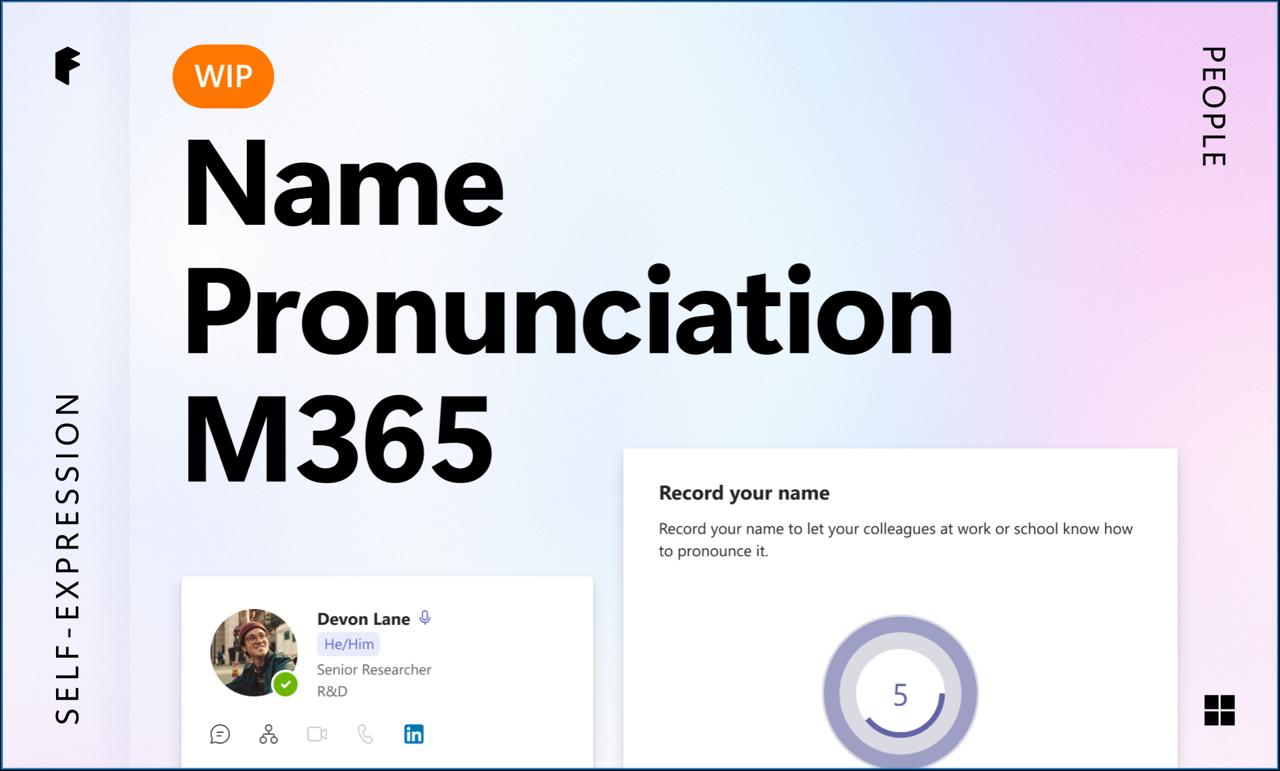 WIP
Name
Pronunciation
M365
PEOPLE
SELF-EXPRESSION
Record your name
Record your name to let your colleagues at work or school know how
to pronounce it.
5
Devon Lane
He/Him
Senior Researcher
R&D
in